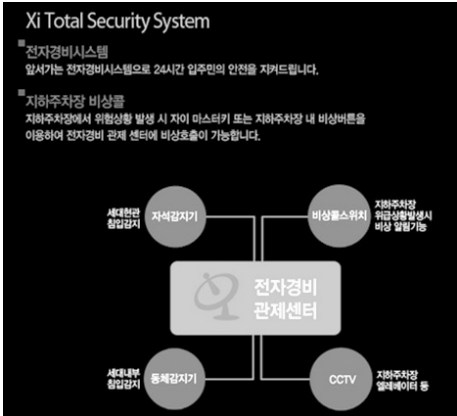 Xi Total Security System
전자경비시스템
앞서가는 전자경비시스템으로 24시간 입주민의 안전을 지켜드립니다.
지하주차장 비상콜
지하주차장에서 위험상황 발생 시 자이 마스터키 또는 지하주차장 내 비상버튼을
이용하여 전자경비 관제 센터에 비상호출이 가능합니다.
세대현관
침입감지
자석감지기
비상콜스위치
지하주차장
위급상황발생시
비상 알림기능
전자경비
관제센터
세대내부
침입감지
동체감지기
CCTV
지하주차장
엘레베이터 등